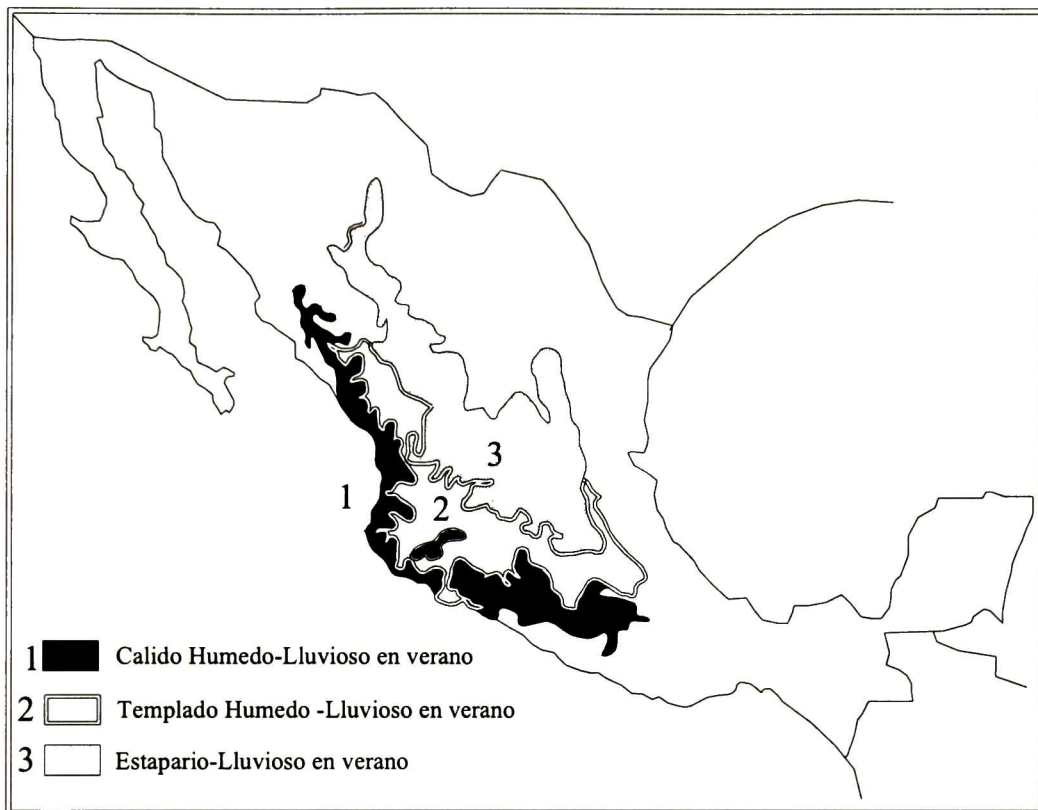 3
1
2
1 Calido Humedo-Lluvioso en verano
2 Templado Humedo -Lluvioso en verano
3 Estapario-Lluvioso en verano